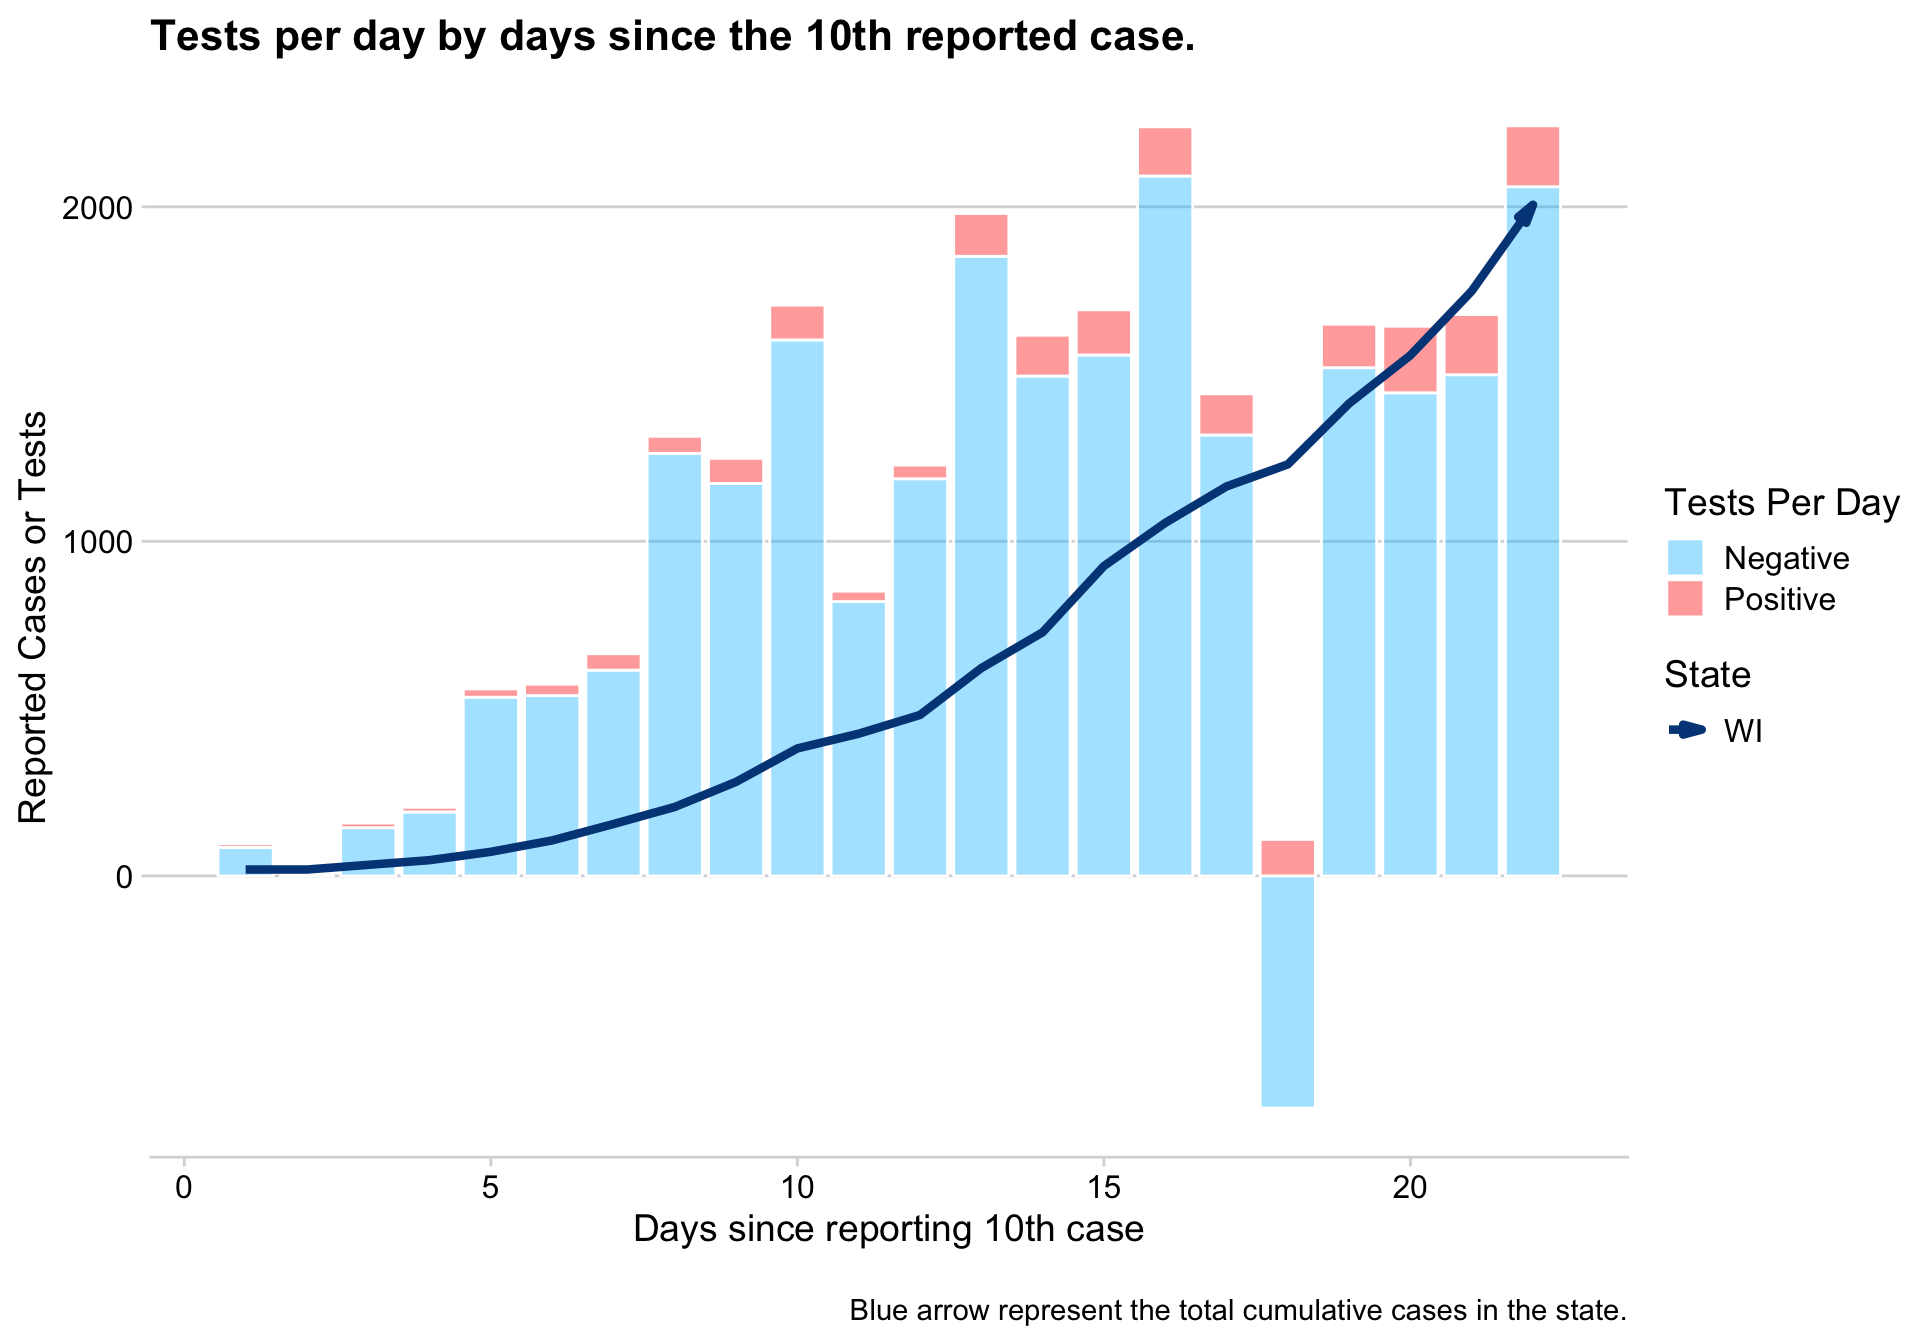 Tests per day by days since the 10th reported case.
Reported Cases or Tests
2000
1000
0
0 5 10 15 20
Days since reporting 10th case
Tests Per Day
Negative
Positive
State
WI
Blue arrow represent the total cumulative cases in the state.